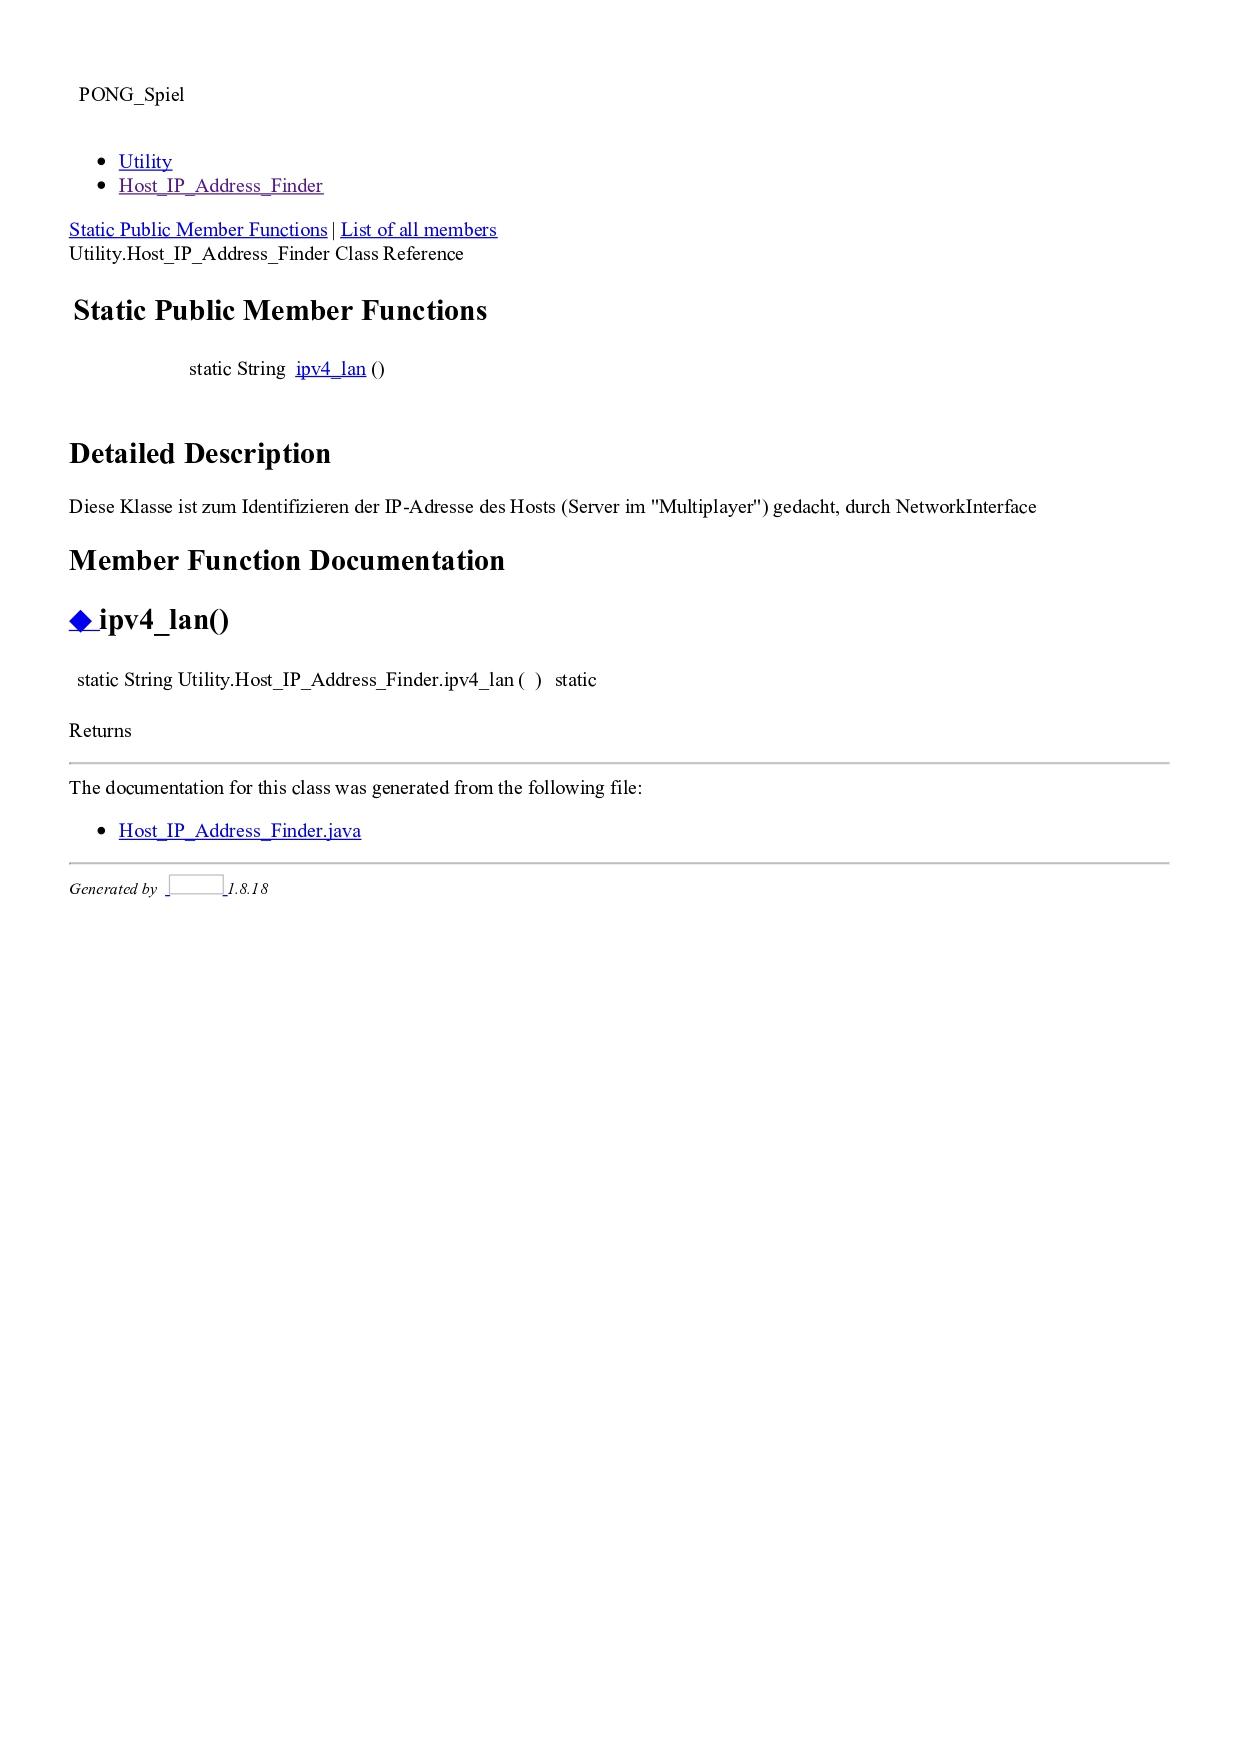 PONG_Spiel
• Utility
• Host_IP_Address_Finder
Static Public Member Functions | List of all members
Utility.Host_IP_Address_Finder Class Reference
Static Public Member Functions
static String ipv4_lan ()
Detailed Description
Diese Klasse ist zum Identifizieren der IP-Adresse des Hosts (Server im "Multiplayer") gedacht, durch NetworkInterface
Member Function Documentation
◆ ipv4_lan()
static String Utility.Host_IP_Address_Finder.ipv4_lan ( ) static
Returns
The documentation for this class was generated from the following file:
• Host_IP_Address_Finder.java
Generated by 1.8.18